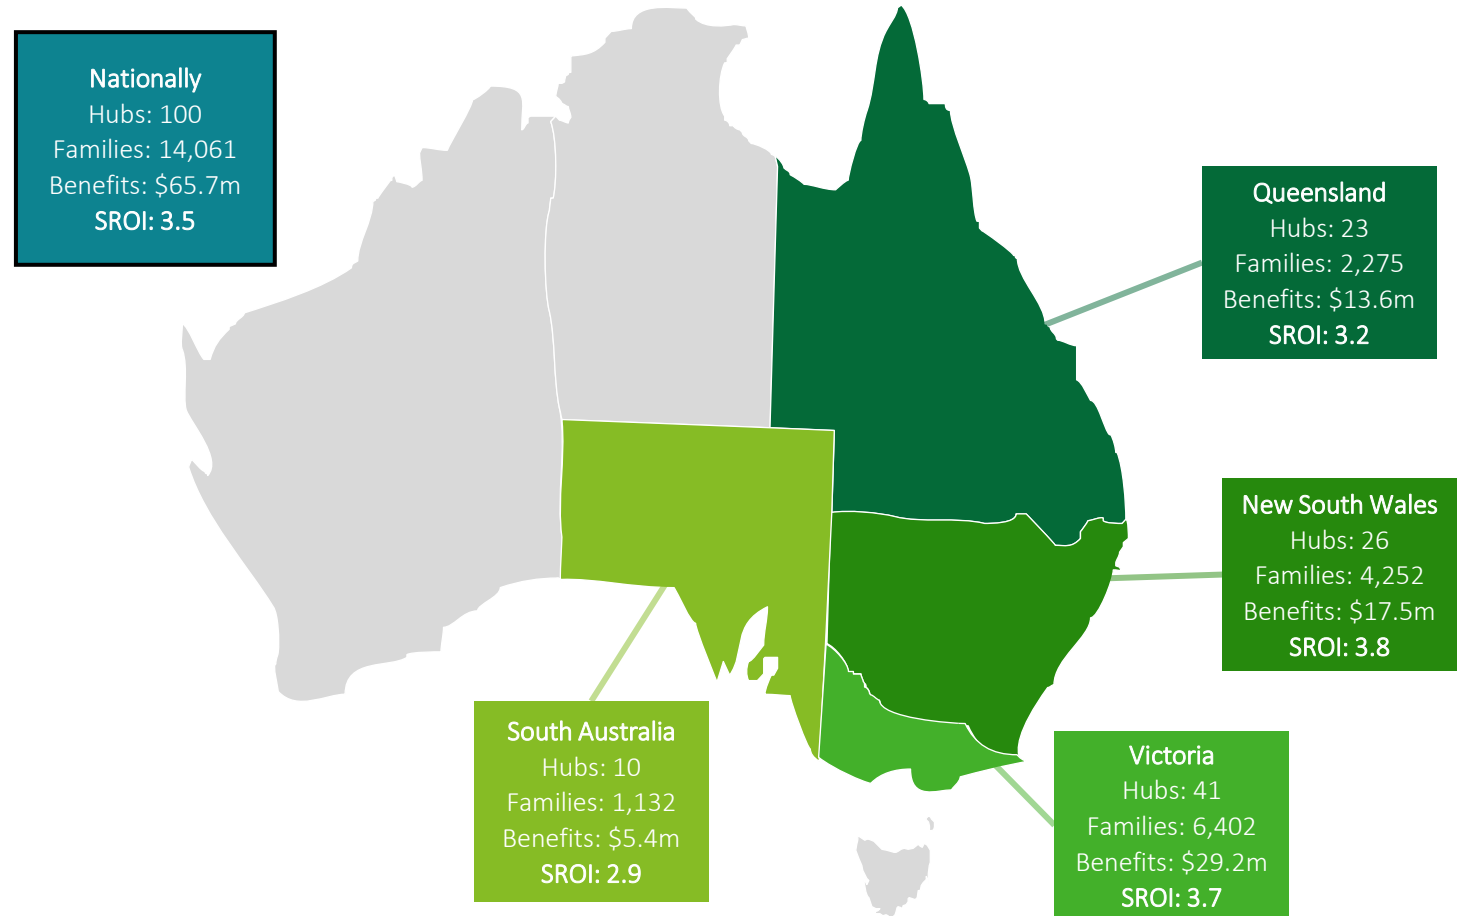 Nationally
Hubs: 100
Families: 14,061
Benefits: $65.7m
SROI: 3.5
Queensland
Hubs: 23
Families: 2,275
Benefits: $13.6m
SROI: 3.2
New South Wales
Hubs: 26
Families: 4,252
Benefits: $17.5m
SROI: 3.8
South Australia
Hubs: 10
Families: 1,132
Benefits: $5.4m
SROI: 2.9
Victoria
Hubs: 41
Families: 6,402
Benefits: $29.2m
SROI: 3.7